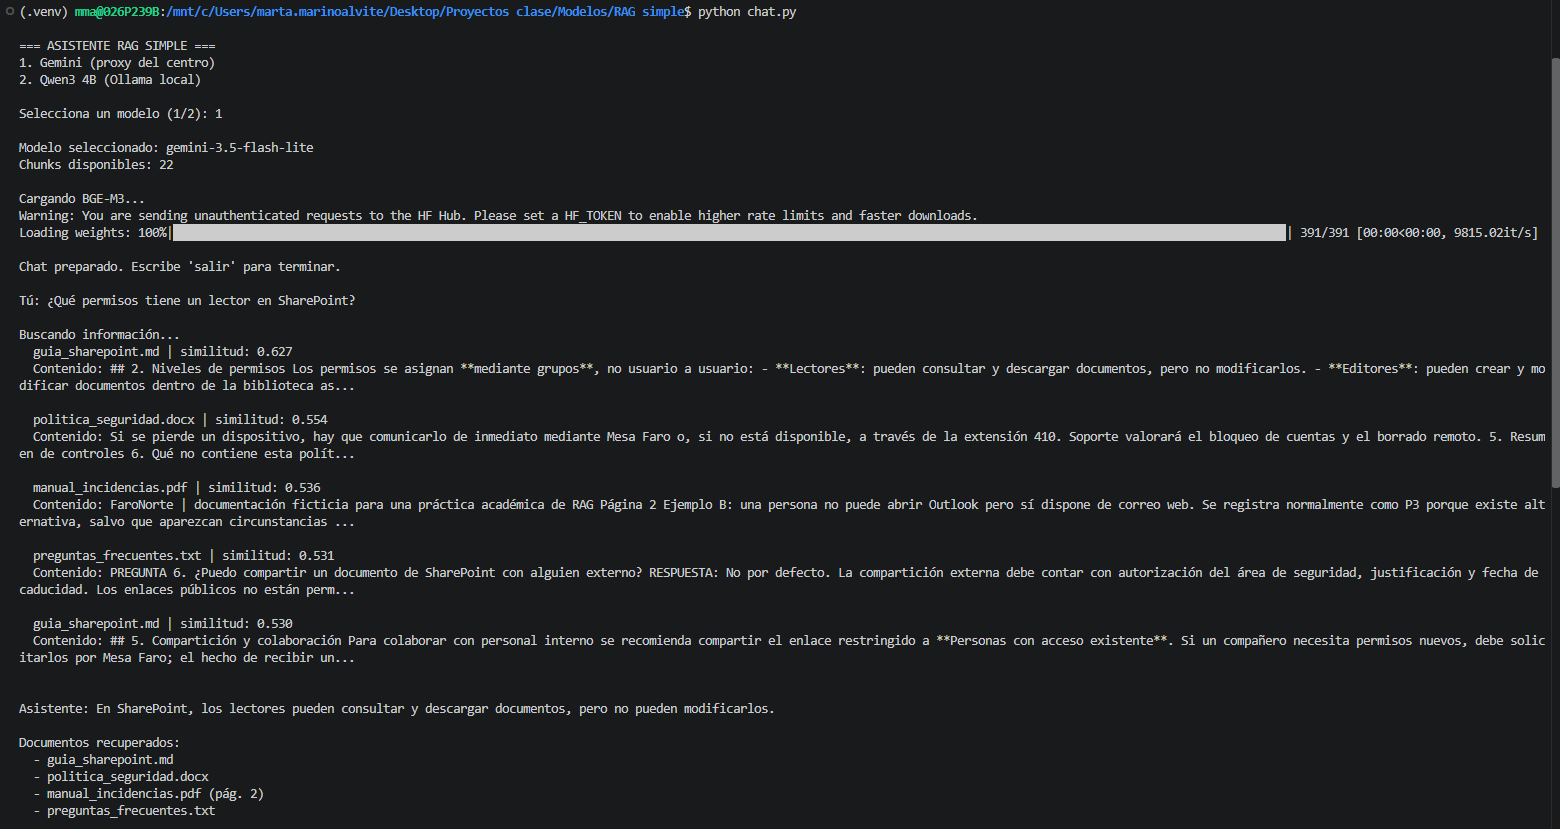 (.venv) mma@026P239B:/mnt/c/Users/marta.marinoalvite/Desktop/Proyectos clase/Modelos/RAG simple$ python chat.py
=== ASISTENTE RAG SIMPLE ===
1. Gemini (proxy del centro)
2. Qwen3 4B (Ollama local)
Selecciona un modelo (1/2): 1
Modelo seleccionado: gemini-3.5-flash-lite
Chunks disponibles: 22
Cargando BGE-M3...
Warning: You are sending unauthenticated requests to the HF Hub. Please set a HF_TOKEN to enable higher rate limits and faster downloads.
Loading weights: 100%| | 391/391 [00:00<00:00, 9815.02it/s]
Chat preparado. Escribe 'salir' para terminar.
Tú: ¿Qué permisos tiene un lector en SharePoint?
Buscando información...
guia_sharepoint.md | similitud: 0.627
Contenido: ## 2. Niveles de permisos Los permisos se asignan **mediante grupos**, no usuario a usuario: - **Lectores**: pueden consultar y descargar documentos, pero no modificarlos. - **Editores**: pueden crear y mo
dificar documentos dentro de la biblioteca as...
politica_seguridad.docx | similitud: 0.554
Contenido: Si se pierde un dispositivo, hay que comunicarlo de inmediato mediante Mesa Faro o, si no está disponible, a través de la extensión 410. Soporte valorará el bloqueo de cuentas y el borrado remoto. 5. Resum
en de controles 6. Qué no contiene esta polít...
manual_incidencias.pdf | similitud: 0.536
Contenido: FaroNorte | documentación ficticia para una práctica académica de RAG Página 2 Ejemplo B: una persona no puede abrir Outlook pero sí dispone de correo web. Se registra normalmente como P3 porque existe alt
ernativa, salvo que aparezcan circunstancias ...
preguntas_frecuentes.txt | similitud: 0.531
Contenido: PREGUNTA 6. ¿Puedo compartir un documento de SharePoint con alguien externo? RESPUESTA: No por defecto. La compartición externa debe contar con autorización del área de seguridad, justificación y fecha de
caducidad. Los enlaces públicos no están perm...
guia_sharepoint.md | similitud: 0.530
Contenido: ## 5. Compartición y colaboración Para colaborar con personal interno se recomienda compartir el enlace restringido a **Personas con acceso existente**. Si un compañero necesita permisos nuevos, debe solic
itarlos por Mesa Faro; el hecho de recibir un...
Asistente: En SharePoint, los lectores pueden consultar y descargar documentos, pero no pueden modificarlos.
Documentos recuperados:
- guia_sharepoint.md
- politica_seguridad.docx
- manual_incidencias.pdf (pág. 2)
- preguntas_frecuentes.txt